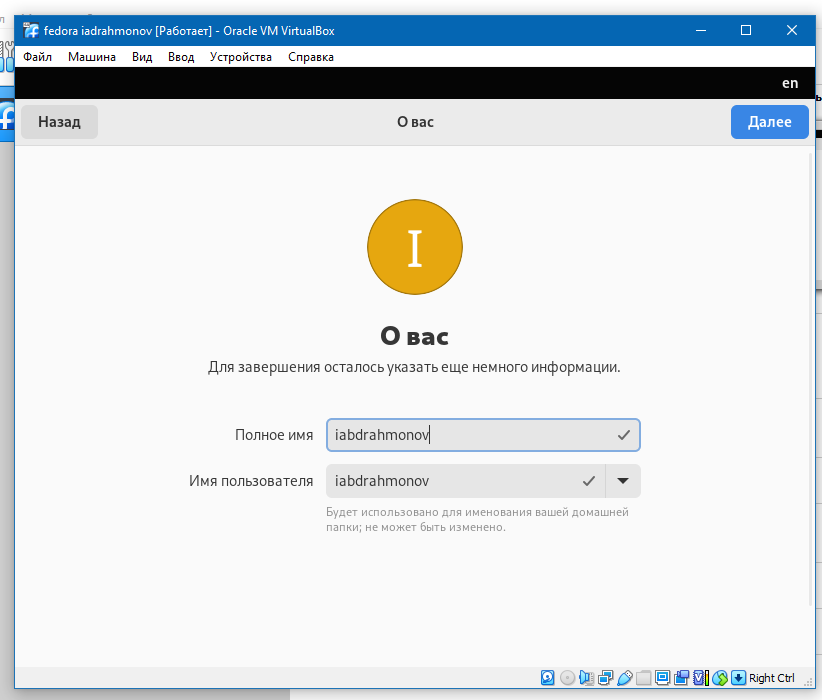 fedora iadrahmonov [Работает] - Oracle VM VirtualBox
Файл Машина Вид Ввод Устройства Справка
en
Назад О вас Далее
I
О вас
Для завершения осталось указать еще немного информации.
Полное имя iabdrahmonov
Имя пользователя iabdrahmonov
Будет использовано для именования вашей домашней
папки; не может быть изменено.
Right Ctrl